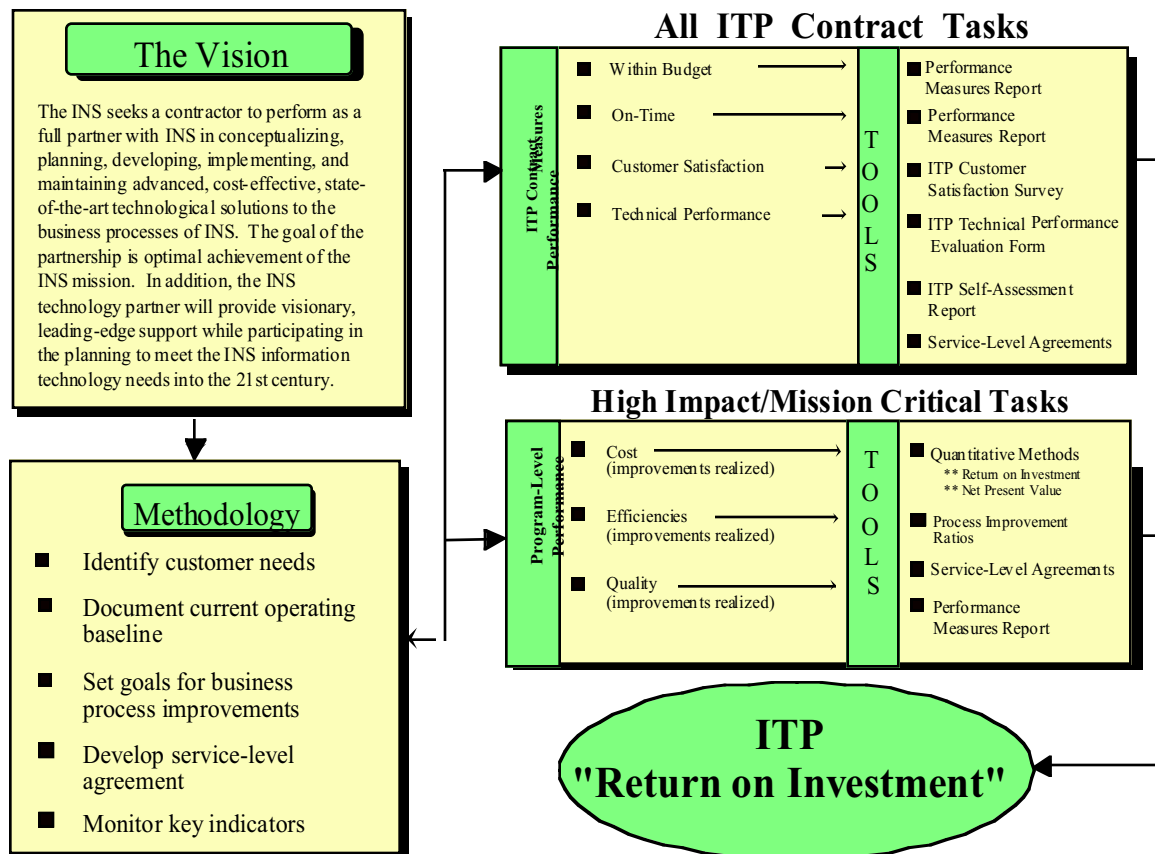 The Vision
The INS seeks a contractor to perform as a
full partner with INS in conceptualizing,
planning, developing, implementing, and
maintaining advanced, cost-effective, state-
of-the-art technological solutions to the
business processes of INS. The goal of the
partnership is optimal achievement of the
INS mission. In addition, the INS
technology partner will provide visionary,
leading-edge support while participating in
the planning to meet the INS information
technology needs into the 21st century.
Methodology
Identify customer needs
Document current operating
baseline
Set goals for business
process improvements
Develop service-level
agreement
Monitor key indicators
All ITP Contract Tasks
ITP Contract
Performance
Measures
Within Budget
On-Time
Customer Satisfaction
Technical Performance
TOOLS
Performance
Measures Report
Performance
Measures Report
ITP Customer
Satisfaction Survey
ITP Technical Performance
Evaluation Form
ITP Self-Assessment
Report
Service-Level Agreements
High Impact/Mission Critical Tasks
Program-Level
Performance
Cost
(improvements realized)
Efficiencies
(improvements realized)
Quality
(improvements realized)
TOOLS
Quantitative Methods
** Return on Investment
** Net Present Value
Process Improvement
Ratios
Service-Level Agreements
Performance
Measures Report
ITP
"Return on Investment"